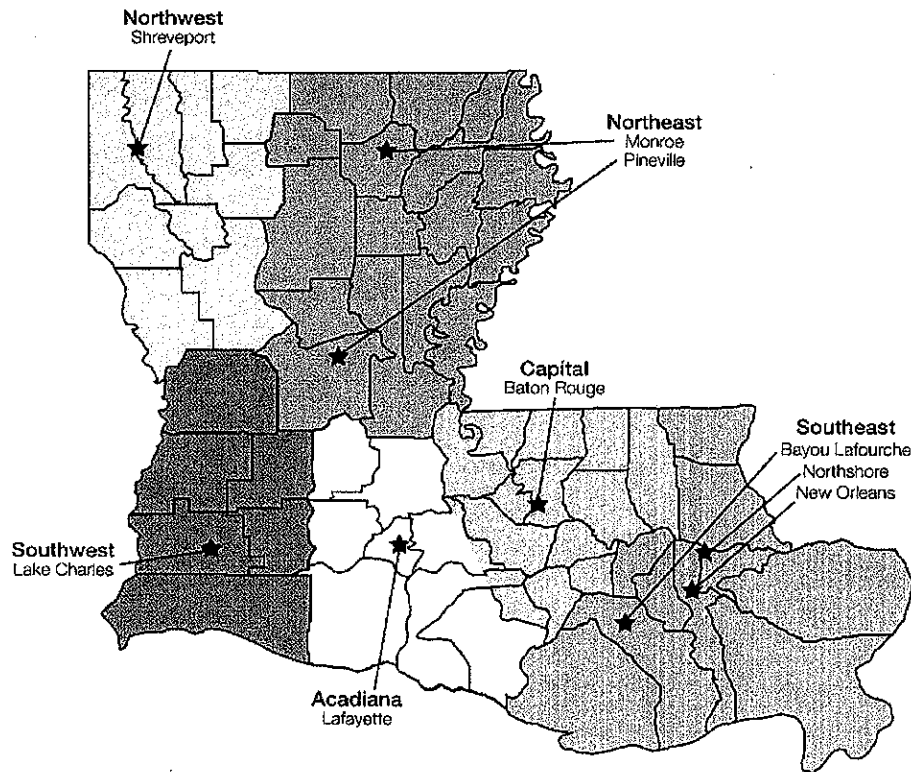 Northwest
Shreveport
Northeast
Monroe
Pineville
Capital
Baton Rouge
Southeast
Bayou Lafourche
Northshore
New Orleans
Southwest
Lake Charles
Acadiana
Lafayette